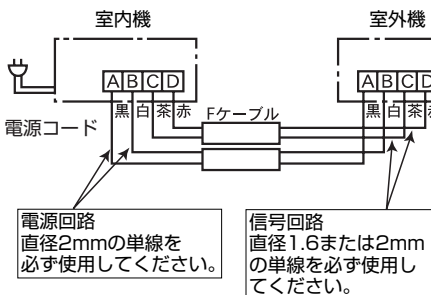 室内機
室外機
A B C D
A B C D
黒 白 茶 赤
黒 白 茶 赤
電源コード
Fケーブル
電源回路
直径2mmの単線を
必ず使用してください。
信号回路
直径1.6または2mm
の単線を必ず使用し
てください。